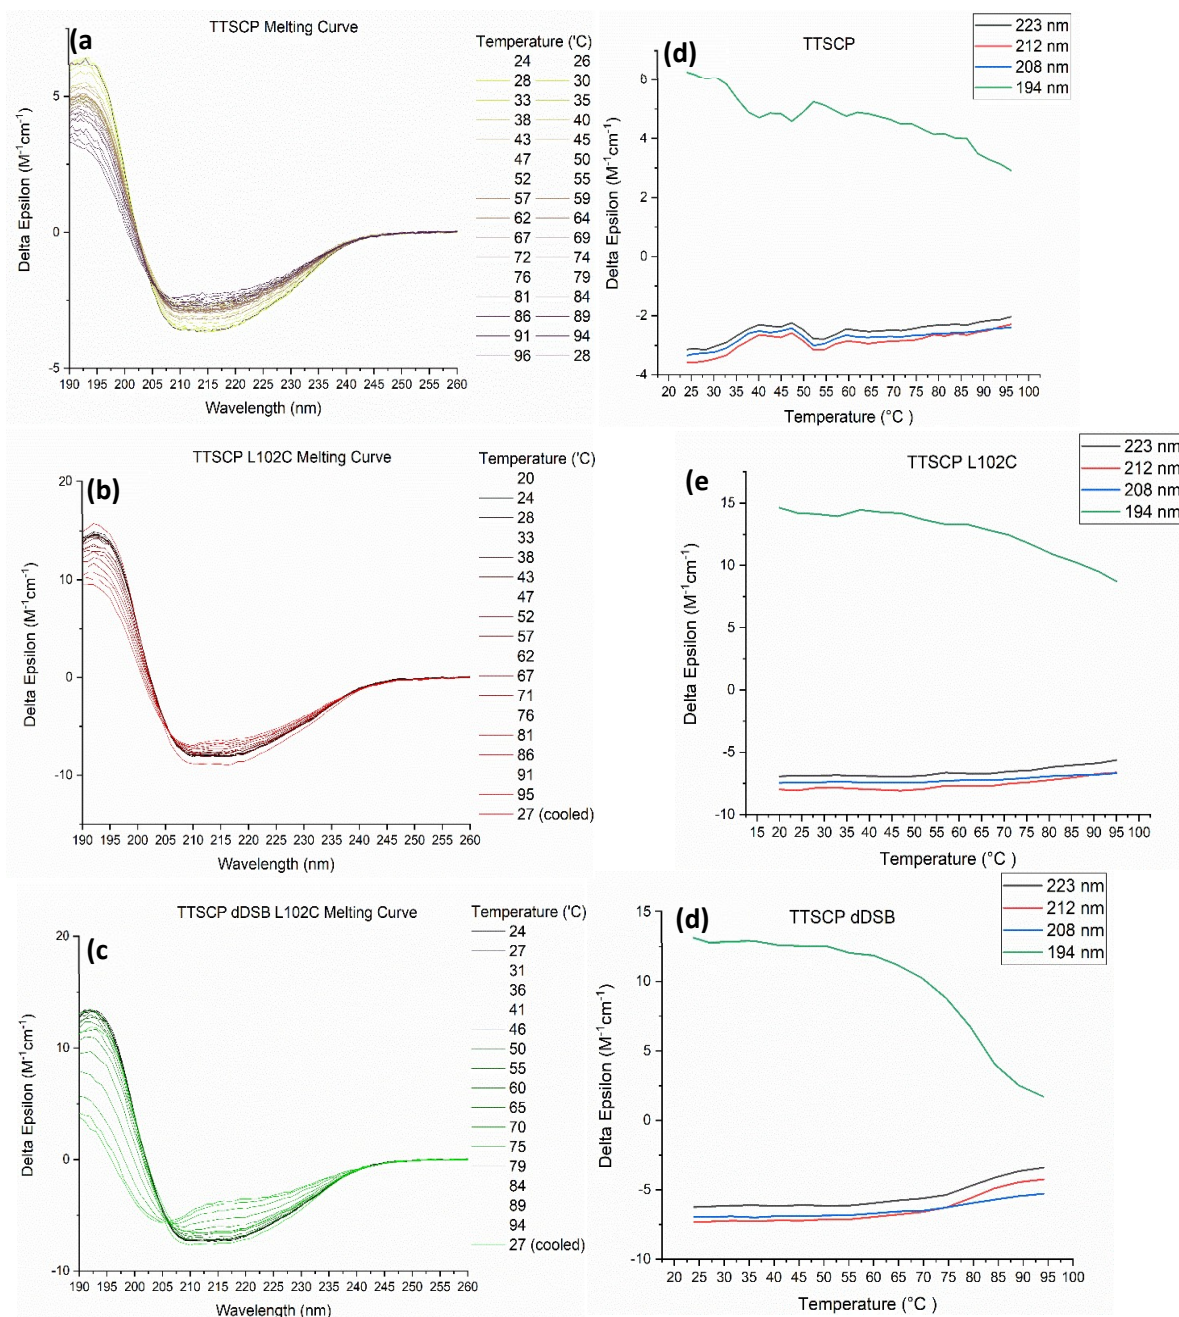 (a
TTSCP Melting Curve
Temperature ('C)
24 26
28 30
33 35
38 40
43 45
47 50
52 55
57 59
62 64
67 69
72 74
76 79
81 84
86 89
91 94
96 28
Delta Epsilon (M-1cm-1)
5
0
-5
190 195 200 205 210 215 220 225 230 235 240 245 250 255 260
Wavelength (nm)
(d)
TTSCP
223 nm
212 nm
208 nm
194 nm
Delta Epsilon (M-1cm-1)
6
4
2
0
-2
-4
20 25 30 35 40 45 50 55 60 65 70 75 80 85 90 95 100
Temperature (°C )
(b)
TTSCP L102C Melting Curve
Temperature ('C)
20
24
28
33
38
43
47
52
57
62
67
71
76
81
86
91
95
27 (cooled)
Delta Epsilon (M-1cm-1)
20
10
0
-10
190 195 200 205 210 215 220 225 230 235 240 245 250 255 260
Wavelength (nm)
(e
TTSCP L102C
223 nm
212 nm
208 nm
194 nm
Delta Epsilon (M-1cm-1)
15
10
5
0
-5
-10
15 20 25 30 35 40 45 50 55 60 65 70 75 80 85 90 95 100
Temperature (°C )
(c
TTSCP dDSB L102C Melting Curve
Temperature ('C)
24
27
31
36
41
46
50
55
60
65
70
75
79
84
89
94
27 (cooled)
Delta Epsilon (M-1cm-1)
20
10
0
-10
190 195 200 205 210 215 220 225 230 235 240 245 250 255 260
Wavelength (nm)
(d)
TTSCP dDSB
223 nm
212 nm
208 nm
194 nm
Delta Epsilon (M-1cm-1)
15
10
5
0
-5
-10
20 25 30 35 40 45 50 55 60 65 70 75 80 85 90 95 100
Temperature (°C )